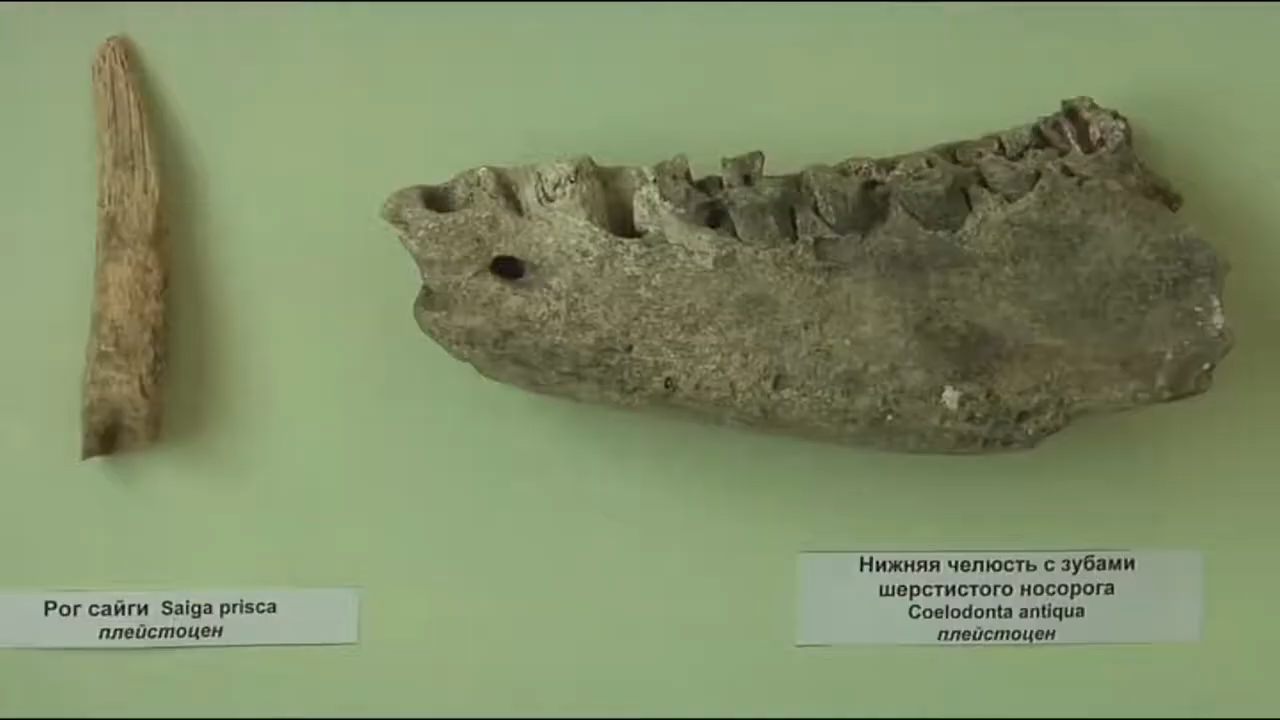 Рог сайги Saiga prisca
плейстоцен
Нижняя челюсть с зубами
шерстистого носорога
Coelodonta antiqua
плейстоцен